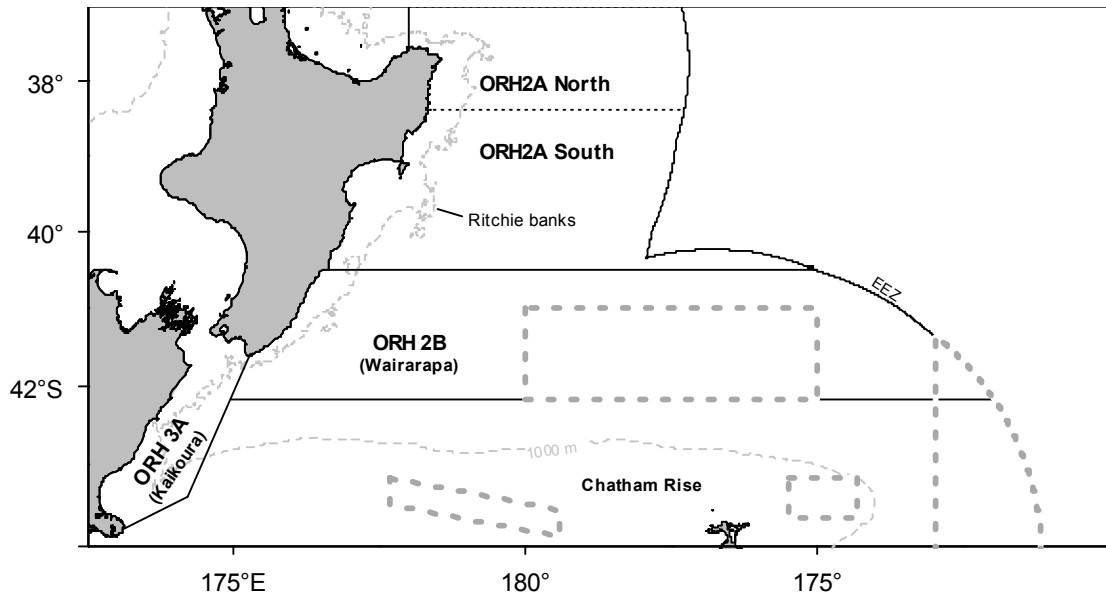 38°
ORH2A North
ORH2A South
Ritchie banks
40°
EEZ
ORH 2B
(Wairarapa)
42°S
ORH 3A
(Kaikoura)
1000 m
Chatham Rise
175°E
180°
175°